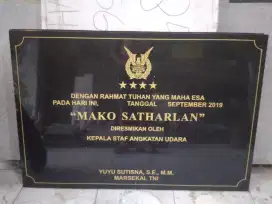 DENGAN RAHMAT TUHAN YANG MAHA ESA
PADA HARI INI, TANGGAL SEPTEMBER 2019
"MAKO SATHARLAN"
DIRESMIKAN OLEH
KEPALA STAF ANGKATAN UDARA
YUYU SUTISNA, S.E., M.M.
MARSEKAL TNI